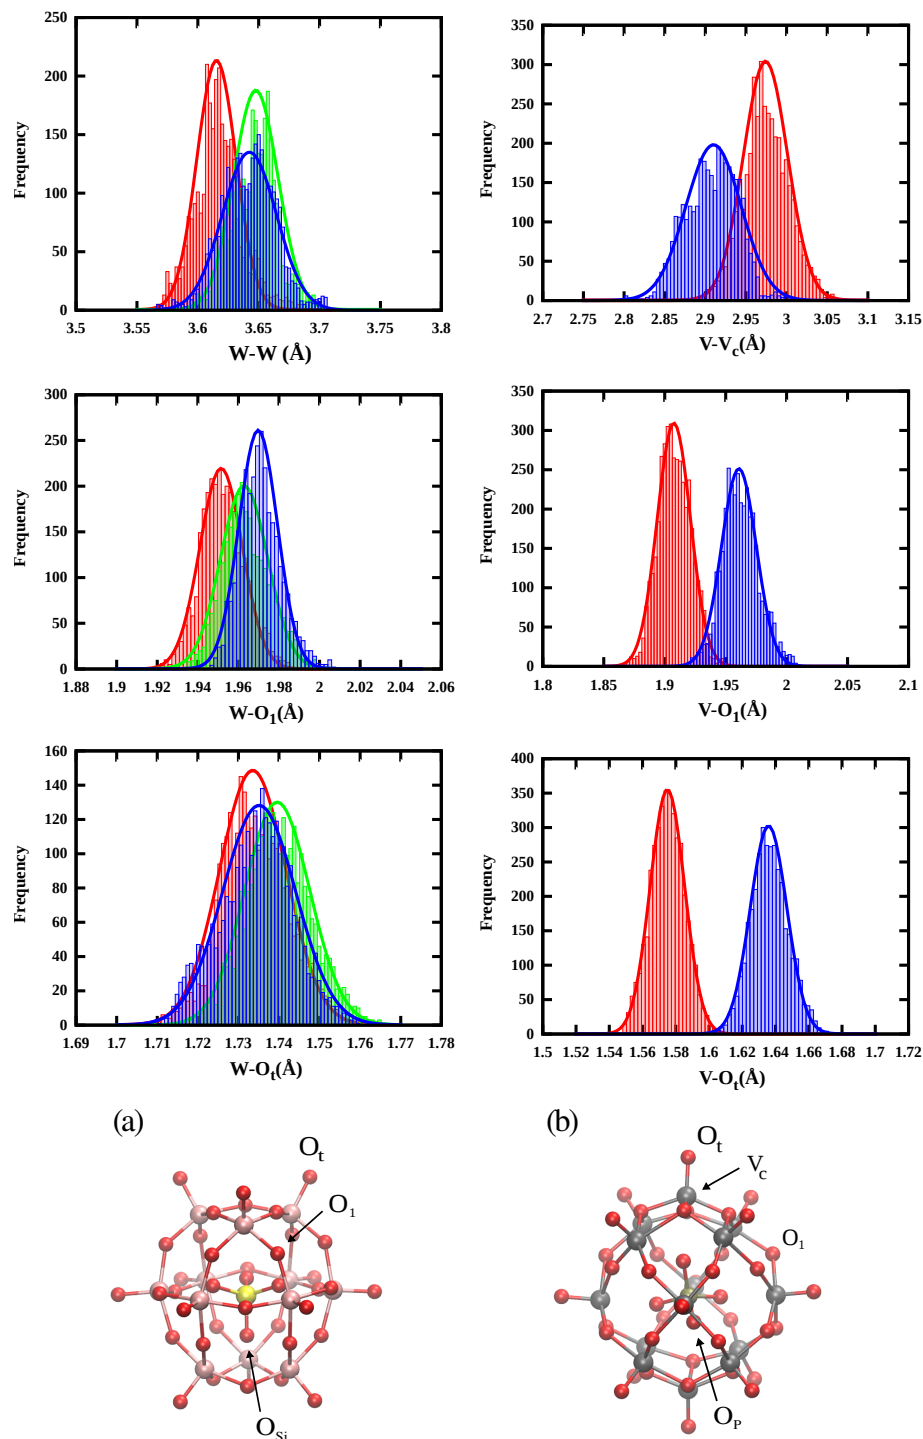 250
200
150
100
50
0
Frequency
3.5 3.55 3.6 3.65 3.7 3.75 3.8
W-W (Å)
350
300
250
200
150
100
50
0
Frequency
2.7 2.75 2.8 2.85 2.9 2.95 3 3.05 3.1 3.15
V-Vc(Å)
300
250
200
150
100
50
0
Frequency
1.88 1.9 1.92 1.94 1.96 1.98 2 2.02 2.04 2.06
W-O1(Å)
350
300
250
200
150
100
50
0
Frequency
1.8 1.85 1.9 1.95 2 2.05 2.1
V-O1(Å)
160
140
120
100
80
60
40
20
0
Frequency
1.69 1.7 1.71 1.72 1.73 1.74 1.75 1.76 1.77 1.78
W-Ot(Å)
400
350
300
250
200
150
100
50
0
Frequency
1.5 1.52 1.54 1.56 1.58 1.6 1.62 1.64 1.66 1.68 1.7 1.72
V-Ot(Å)
(a)
Ot
O1
OSi
(b)
Ot
Vc
O1
OP